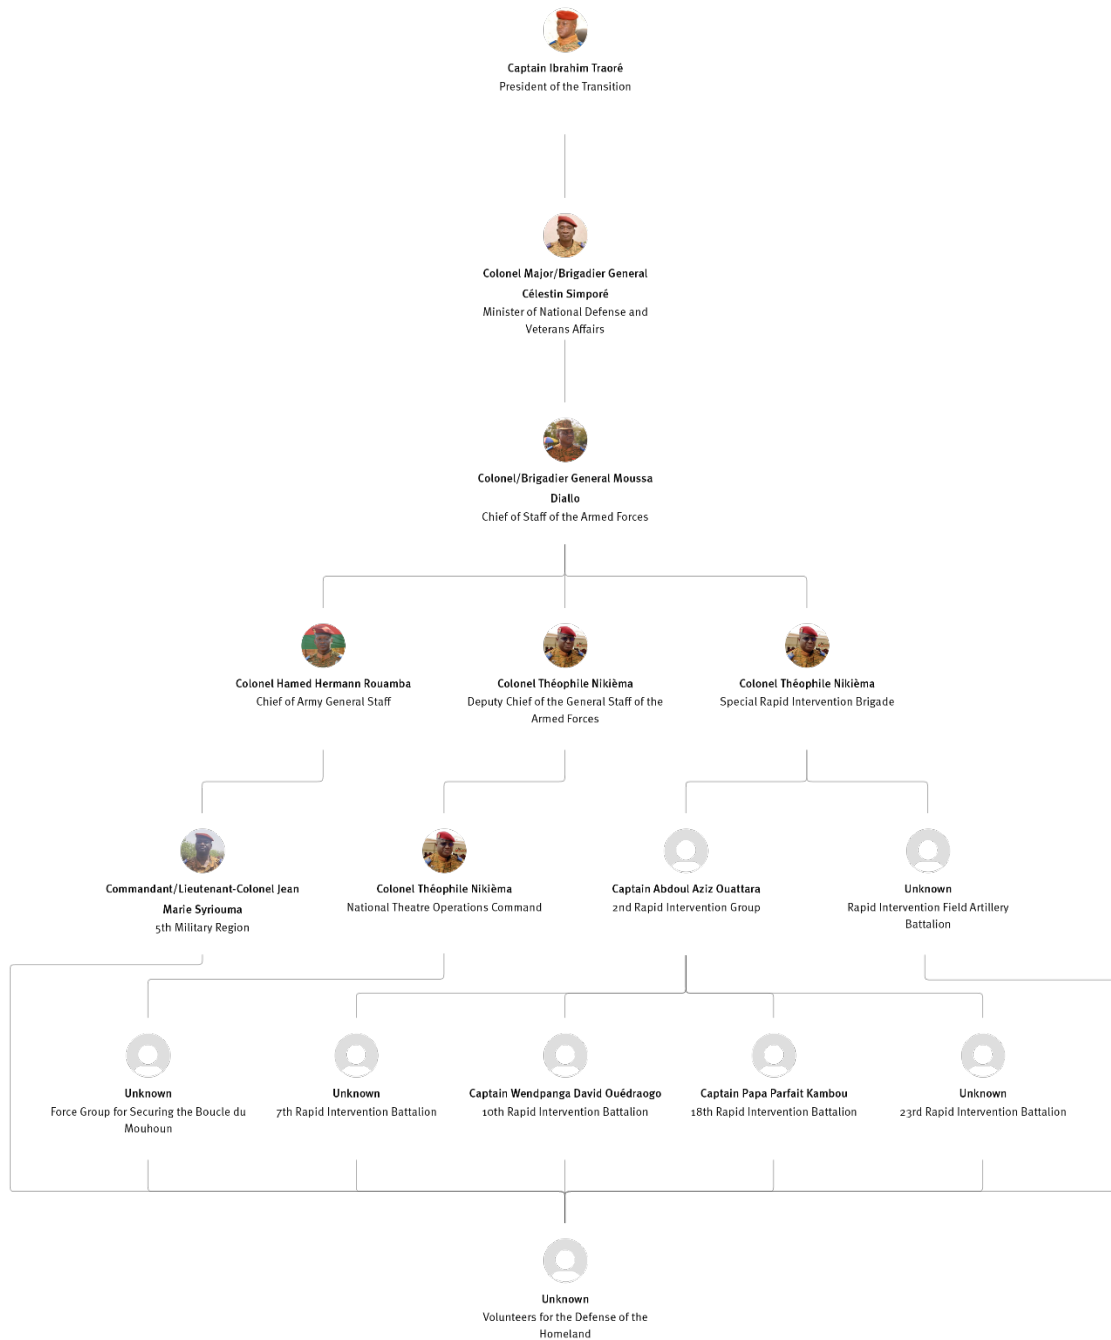 Captain Ibrahim Traoré
President of the Transition
Colonel Major/Brigadier General
Célestin Simporé
Minister of National Defense and
Veterans Affairs
Colonel/Brigadier General Moussa
Diallo
Chief of Staff of the Armed Forces
Colonel Hamed Hermann Rouamba
Chief of Army General Staff
Colonel Théophile Nikièma
Deputy Chief of the General Staff of the
Armed Forces
Colonel Théophile Nikièma
Special Rapid Intervention Brigade
Commandant/Lieutenant-Colonel Jean
Marie Syriouma
5th Military Region
Colonel Théophile Nikièma
National Theatre Operations Command
Captain Abdoul Aziz Ouattara
2nd Rapid Intervention Group
Unknown
Rapid Intervention Field Artillery
Battalion
Unknown
Force Group for Securing the Boucle du
Mouhoun
Unknown
7th Rapid Intervention Battalion
Captain Wendpanga David Ouédraogo
10th Rapid Intervention Battalion
Captain Papa Parfait Kambou
18th Rapid Intervention Battalion
Unknown
23rd Rapid Intervention Battalion
Unknown
Volunteers for the Defense of the
Homeland